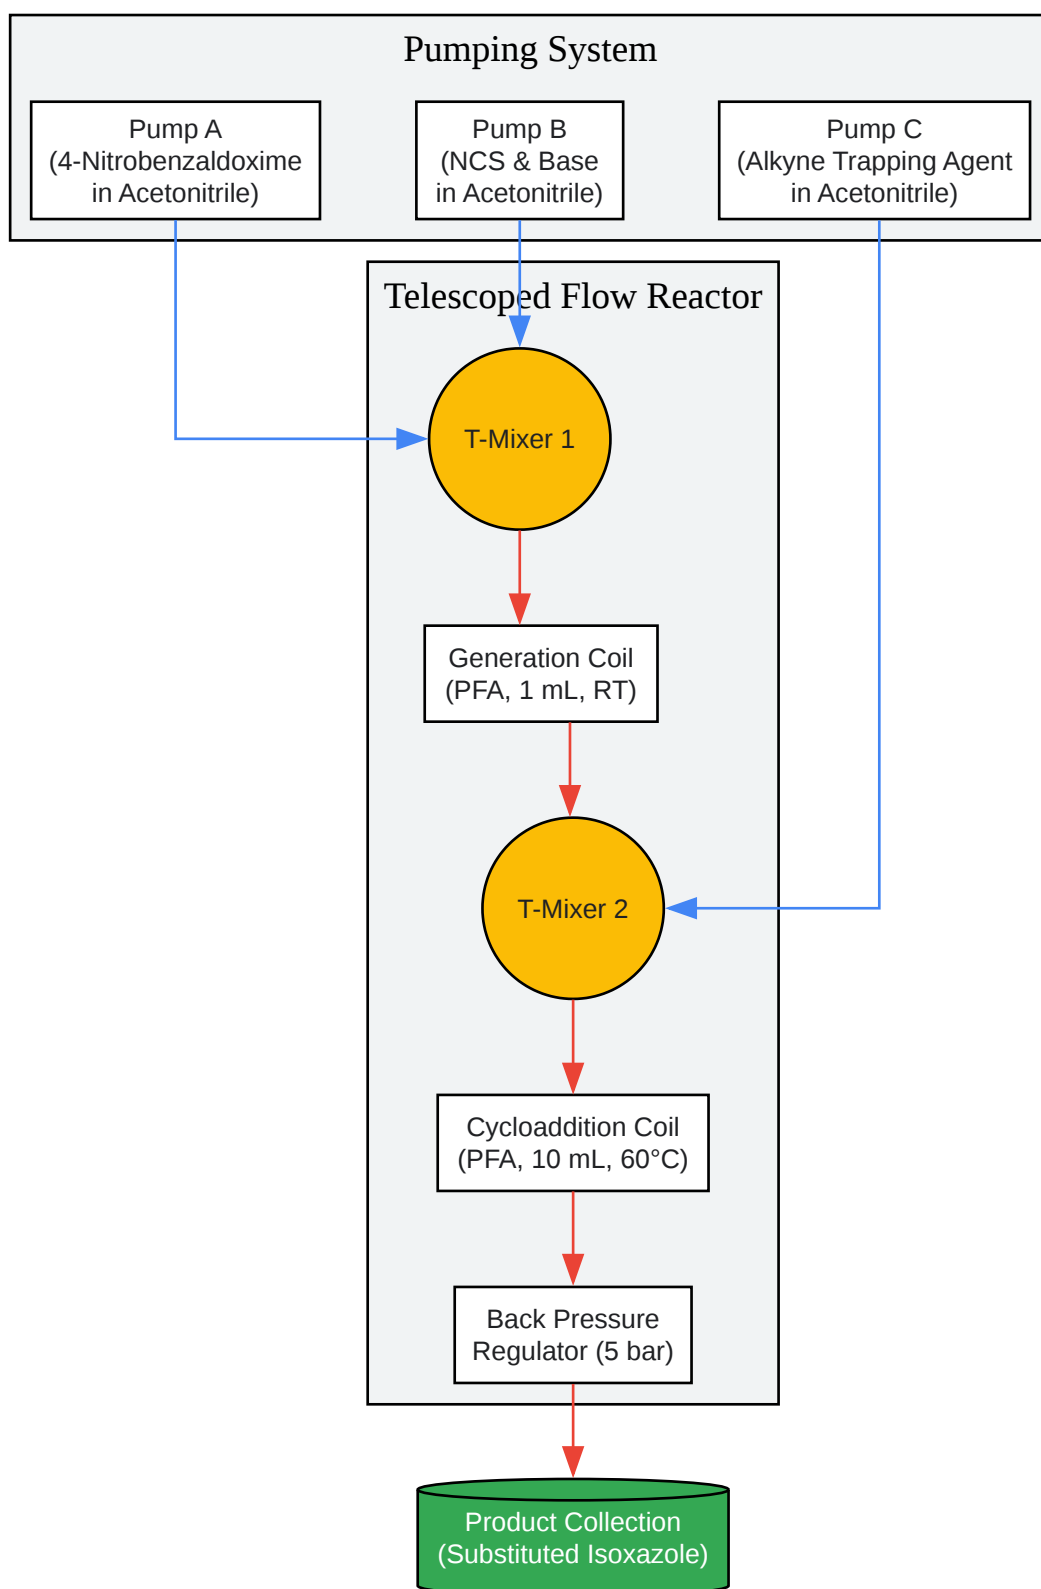 Pumping System
Pump A
(4-Nitrobenzaldoxime
in Acetonitrile)
Pump B
(NCS & Base
in Acetonitrile)
Pump C
(Alkyne Trapping Agent
in Acetonitrile)
Telescoped Flow Reactor
T-Mixer 1
Generation Coil
(PFA, 1 mL, RT)
T-Mixer 2
Cycloaddition Coil
(PFA, 10 mL, 60°C)
Back Pressure
Regulator (5 bar)
Product Collection
(Substituted Isoxazole)